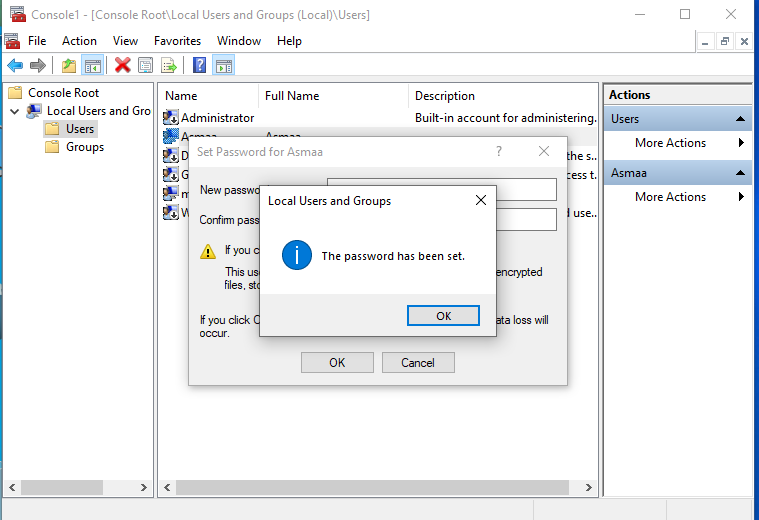 Console1 - [Console Root\Local Users and Groups (Local)\Users]
File Action View Favorites Window Help
Console Root
Local Users and Gro
Users
Groups
Name Full Name Description
Administrator Built-in account for administering.
Asmaa Asmaa
Set Password for Asmaa ?
New passwor
Confirm pass
If you c
This use encrypted
files, sto
If you click O ata loss will
occur.
OK Cancel
Local Users and Groups
The password has been set.
OK
D the s..
G cess t.
m
W d use..
Actions
Users
More Actions
Asmaa
More Actions